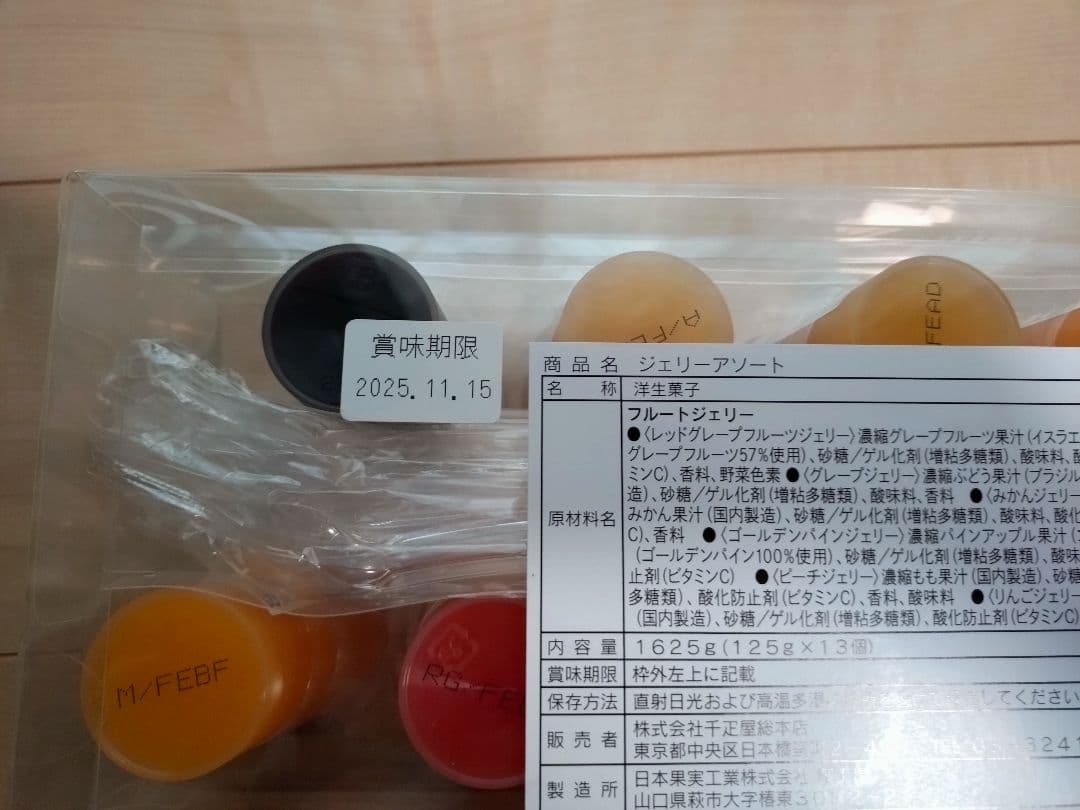 賞味期限
2025.11.15
FEAD
M/FEBF
商品名 ジェリーアソート
名称 洋生菓子
原材料名
フルートジェリー
●〈レッドグレープフルーツジェリー〉濃縮グレープフルーツ果汁(イスラエ
グレープフルーツ57%使用)、砂糖/ゲル化剤(増粘多糖類)、酸味料、酸
ミンC)、香料、野菜色素 ●〈グレープジェリー〉濃縮ぶどう果汁(ブラジル
造)、砂糖/ゲル化剤(増粘多糖類)、酸味料、香料 ●〈みかんジェリー
みかん果汁(国内製造)、砂糖/ゲル化剤(増粘多糖類)、酸味料、酸化
C)、香料 ●〈ゴールデンパインジェリー〉濃縮パインアップル果汁
(ゴールデンパイン100%使用)、砂糖/ゲル化剤(増粘多糖類)、酸味
止剤(ビタミンC) ●〈ピーチジェリー〉濃縮もも果汁(国内製造)、砂糖
多糖類)、酸化防止剤(ビタミンC)、香料、酸味料 ●〈りんごジェリー
(国内製造)、砂糖/ゲル化剤(増粘多糖類)、酸化防止剤(ビタミンC)
内容量 1625g(125g×13個)
賞味期限 枠外左上に記載
保存方法 直射日光および高温多湿 してください
販売者 株式会社千疋屋総本店
東京都中央区日本橋 3241
製造所 日本果実工業株式会社
山口県萩市大字椿東